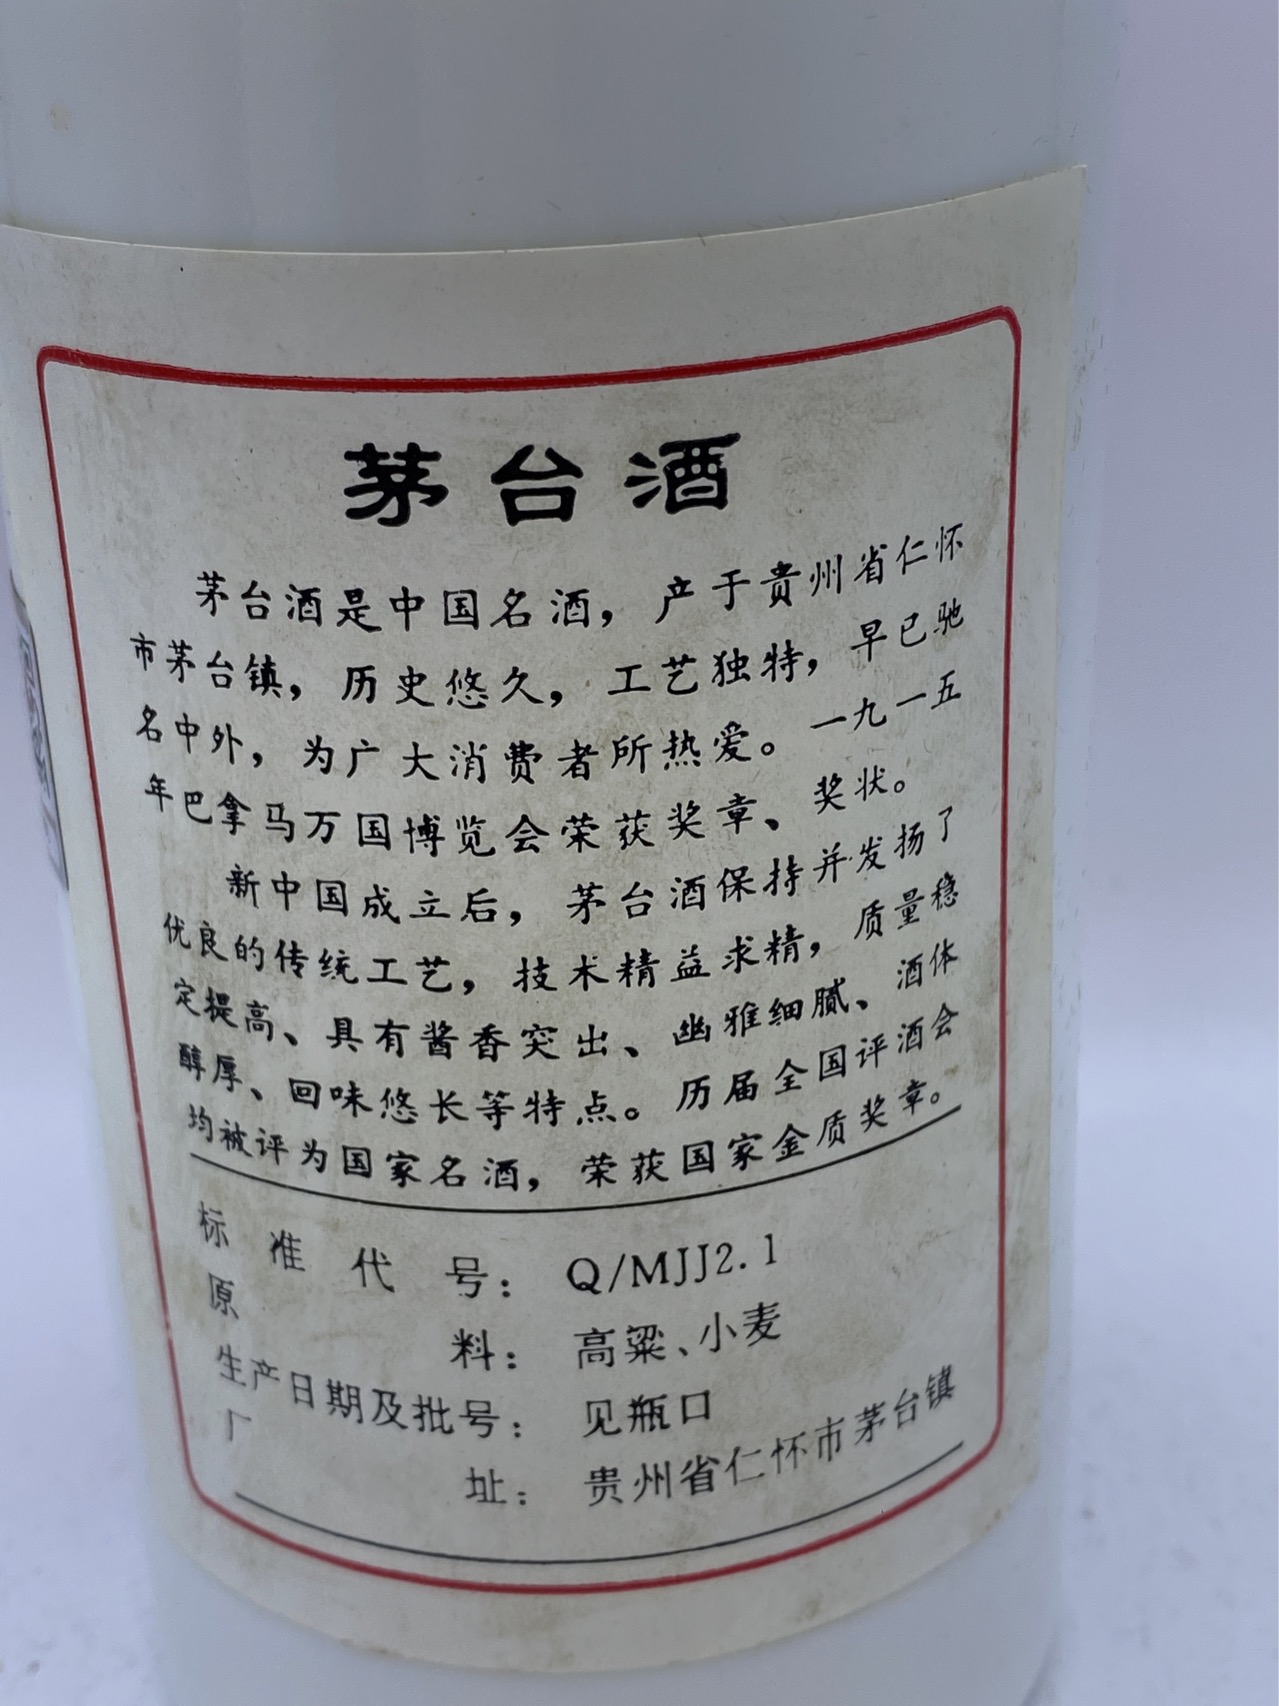 茅台酒
茅台酒是中国名酒，产于贵州省仁怀
市茅台镇，历史悠久，工艺独特，早已驰
名中外，为广大消费者所热爱。一九一五
年巴拿马万国博览会荣获奖章、奖状。
新中国成立后，茅台酒保持并发扬了
优良的传统工艺，技术精益求精，质量稳
定提高、具有酱香突出、幽雅细腻、酒体
醇厚、回味悠长等特点。历届全国评酒会
均被评为国家名酒，荣获国家金质奖章。
标准代号：Q/MJJ2.1
原料：高粱、小麦
生产日期及批号：见瓶口
厂址：贵州省仁怀市茅台镇